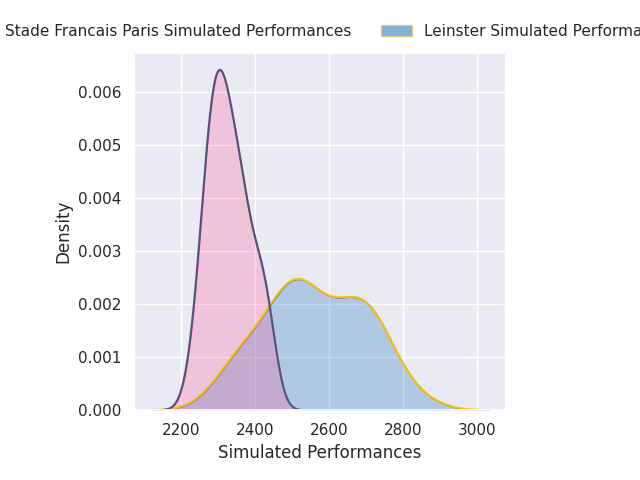 Stade Francais Paris Simulated Performances
Leinster Simulated Performa
0.006
0.005
0.004
0.003
0.002
0.001
0.000
Density
2200 2400 2600 2800 3000
Simulated Performances